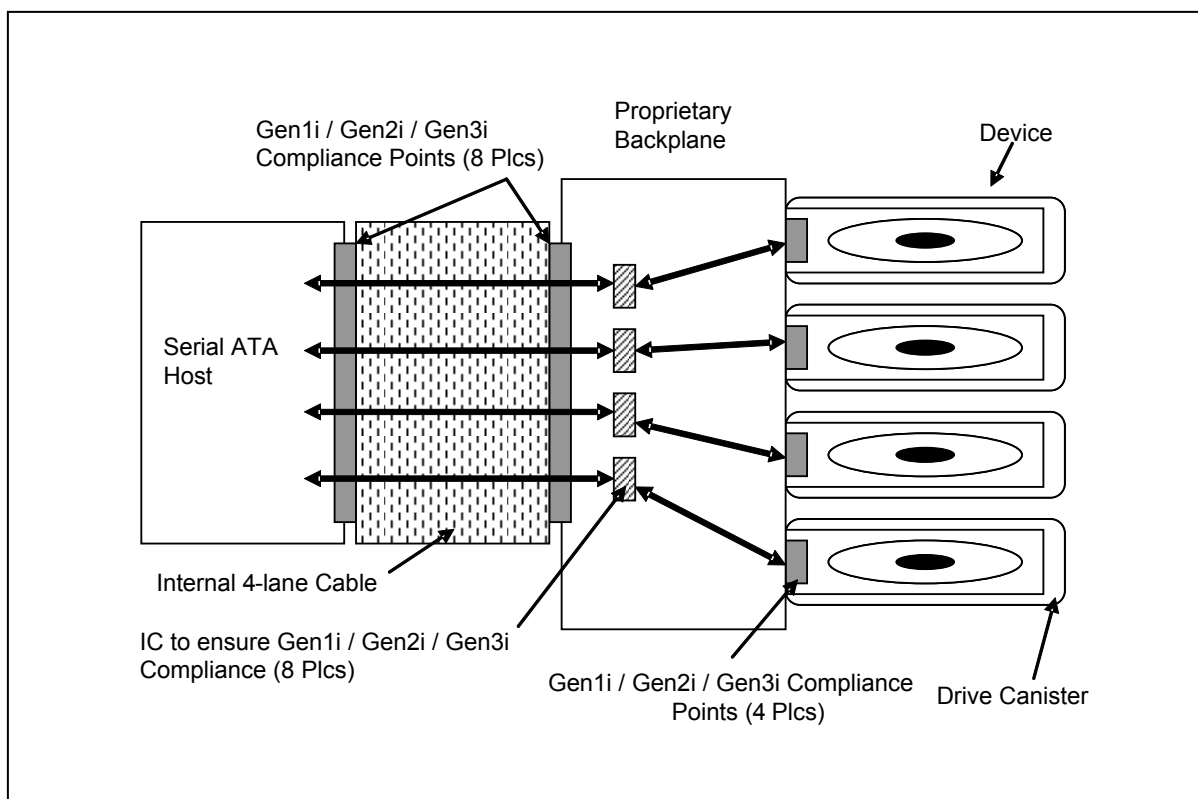 Gen1i / Gen2i / Gen3i
Compliance Points (8 Plcs)
Proprietary
Backplane
Device
Serial ATA
Host
Internal 4-lane Cable
IC to ensure Gen1i / Gen2i / Gen3i
Compliance (8 Plcs)
Gen1i / Gen2i / Gen3i Compliance
Points (4 Plcs)
Drive Canister